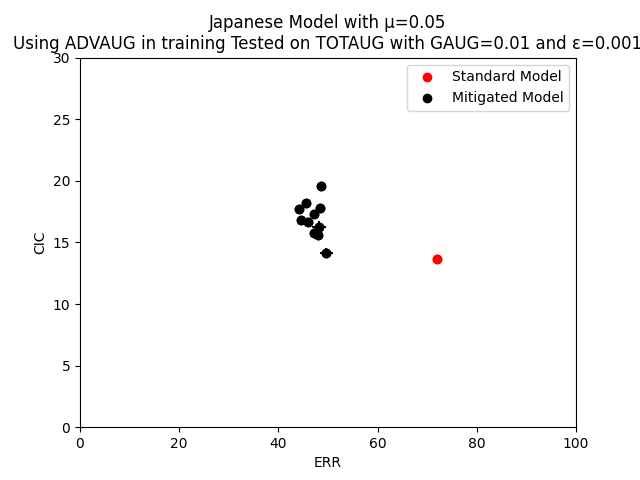 Japanese Model with μ=0.05
Using ADVAUG in training Tested on TOTAUG with GAUG=0.01 and ε=0.001
Standard Model
Mitigated Model
30
25
20
15
10
5
0
CIC
0 20 40 60 80 100
ERR